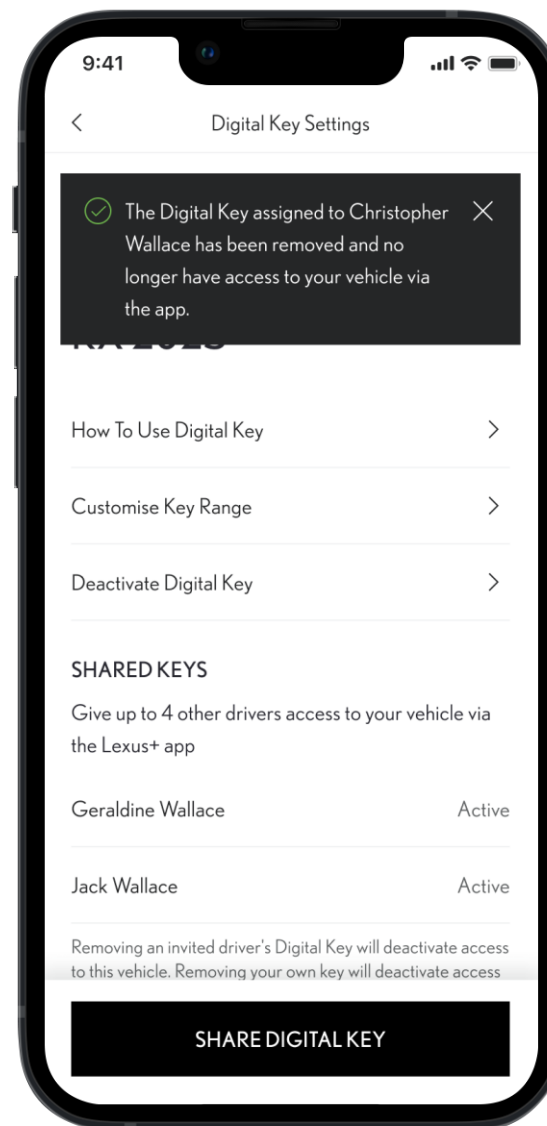 9:41
Digital Key Settings
The Digital Key assigned to Christopher
Wallace has been removed and no
longer have access to your vehicle via
the app.
How To Use Digital Key
Customise Key Range
Deactivate Digital Key
SHARED KEYS
Give up to 4 other drivers access to your vehicle via
the Lexus+ app
Geraldine Wallace Active
Jack Wallace Active
Removing an invited driver's Digital Key will deactivate access
to this vehicle. Removing your own key will deactivate access
SHARE DIGITAL KEY